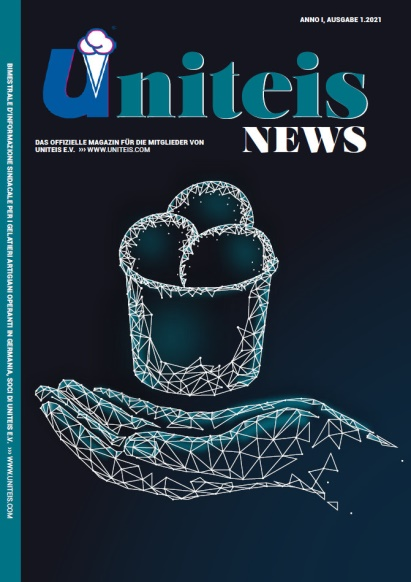 ANNO I, AUSGABE 1.2021
uniteis
NEWS
DAS OFFIZIELLE MAGAZIN FÜR DIE MITGLIEDER VON
UNITEIS E.V. >>> WWW.UNITEIS.COM
BIMESTRALE D'INFORMAZIONE SINDACALE PER I GELATIERI ARTIGIANI OPERANTI IN GERMANIA, SOCI DI UNITEIS E.V. >>> WWW.UNITEIS.COM